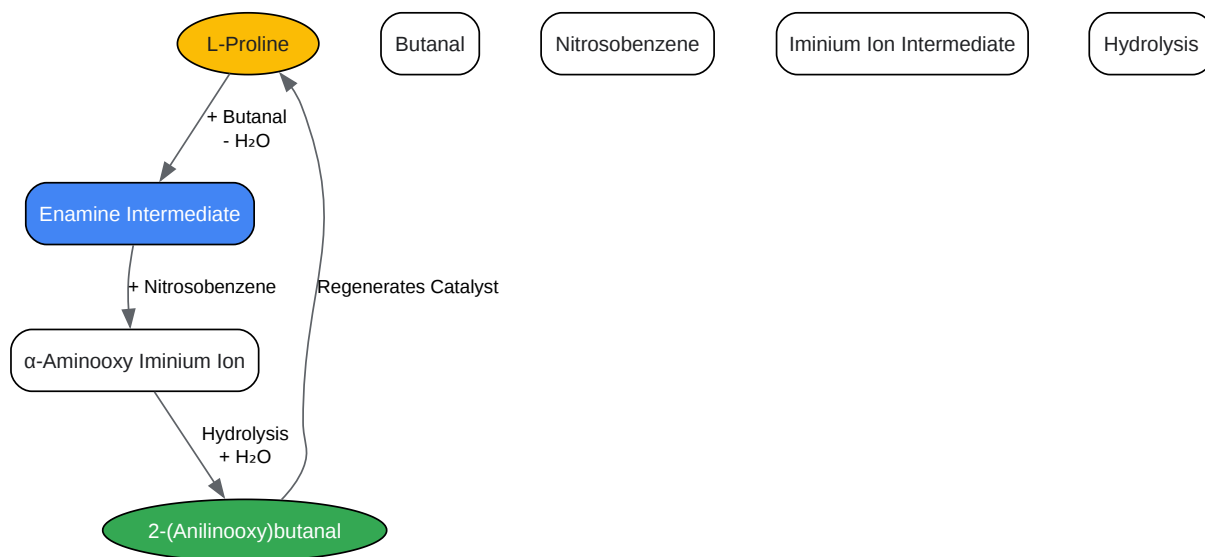 L-Proline
Butanal
Nitrosobenzene
Iminium Ion Intermediate
Hydrolysis
+ Butanal
- H₂O
Enamine Intermediate
+ Nitrosobenzene
Regenerates Catalyst
α-Aminooxy Iminium Ion
Hydrolysis
+ H₂O
2-(Anilinooxy)butanal